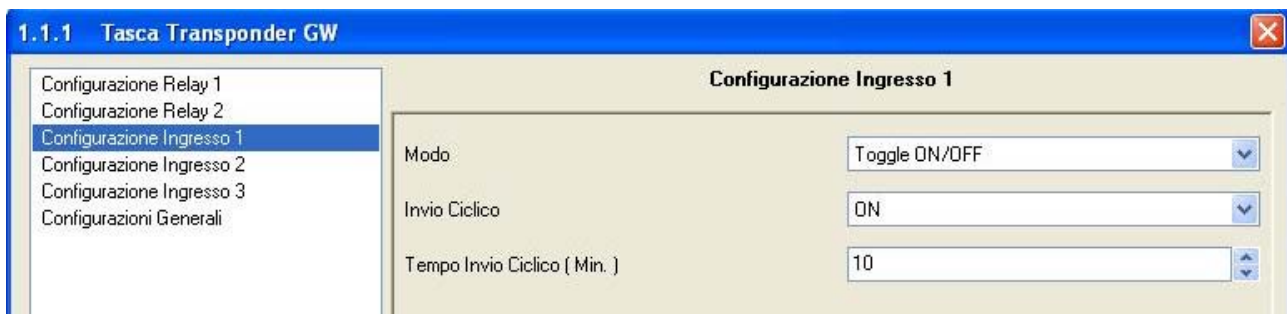 1.1.1 Tasca Transponder GW
Configurazione Relay 1
Configurazione Relay 2
Configurazione Ingresso 1
Configurazione Ingresso 2
Configurazione Ingresso 3
Configurazioni Generali
Configurazione Ingresso 1
Modo
Toggle ON/OFF
Invio Ciclico
ON
Tempo Invio Ciclico ( Min. )
10